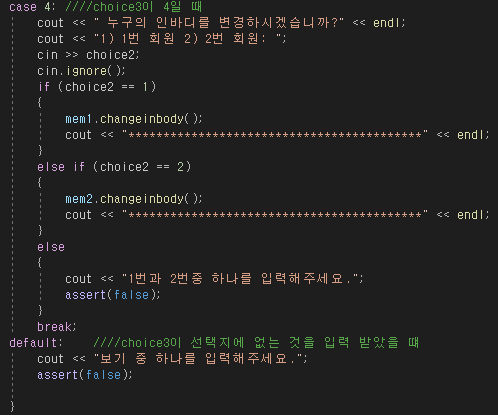 case 4: ////choice3이 4일 때
cout << " 누구의 인바디를 변경하시겠습니까?" << endl;
cout << "1) 1번 회원 2) 2번 회원: ";
cin >> choice2;
cin.ignore();
if (choice2 == 1)
{
mem1.changeinbody();
cout << "******************************************" << endl;
}
else if (choice2 == 2)
{
mem2.changeinbody();
cout << "******************************************" << endl;
}
else
{
cout << "1번과 2번중 하나를 입력해주세요.";
assert(false);
}
break;
default: ////choice3이 선택지에 없는 것을 입력 받았을 때
cout << "보기 중 하나를 입력해주세요.";
assert(false);
}